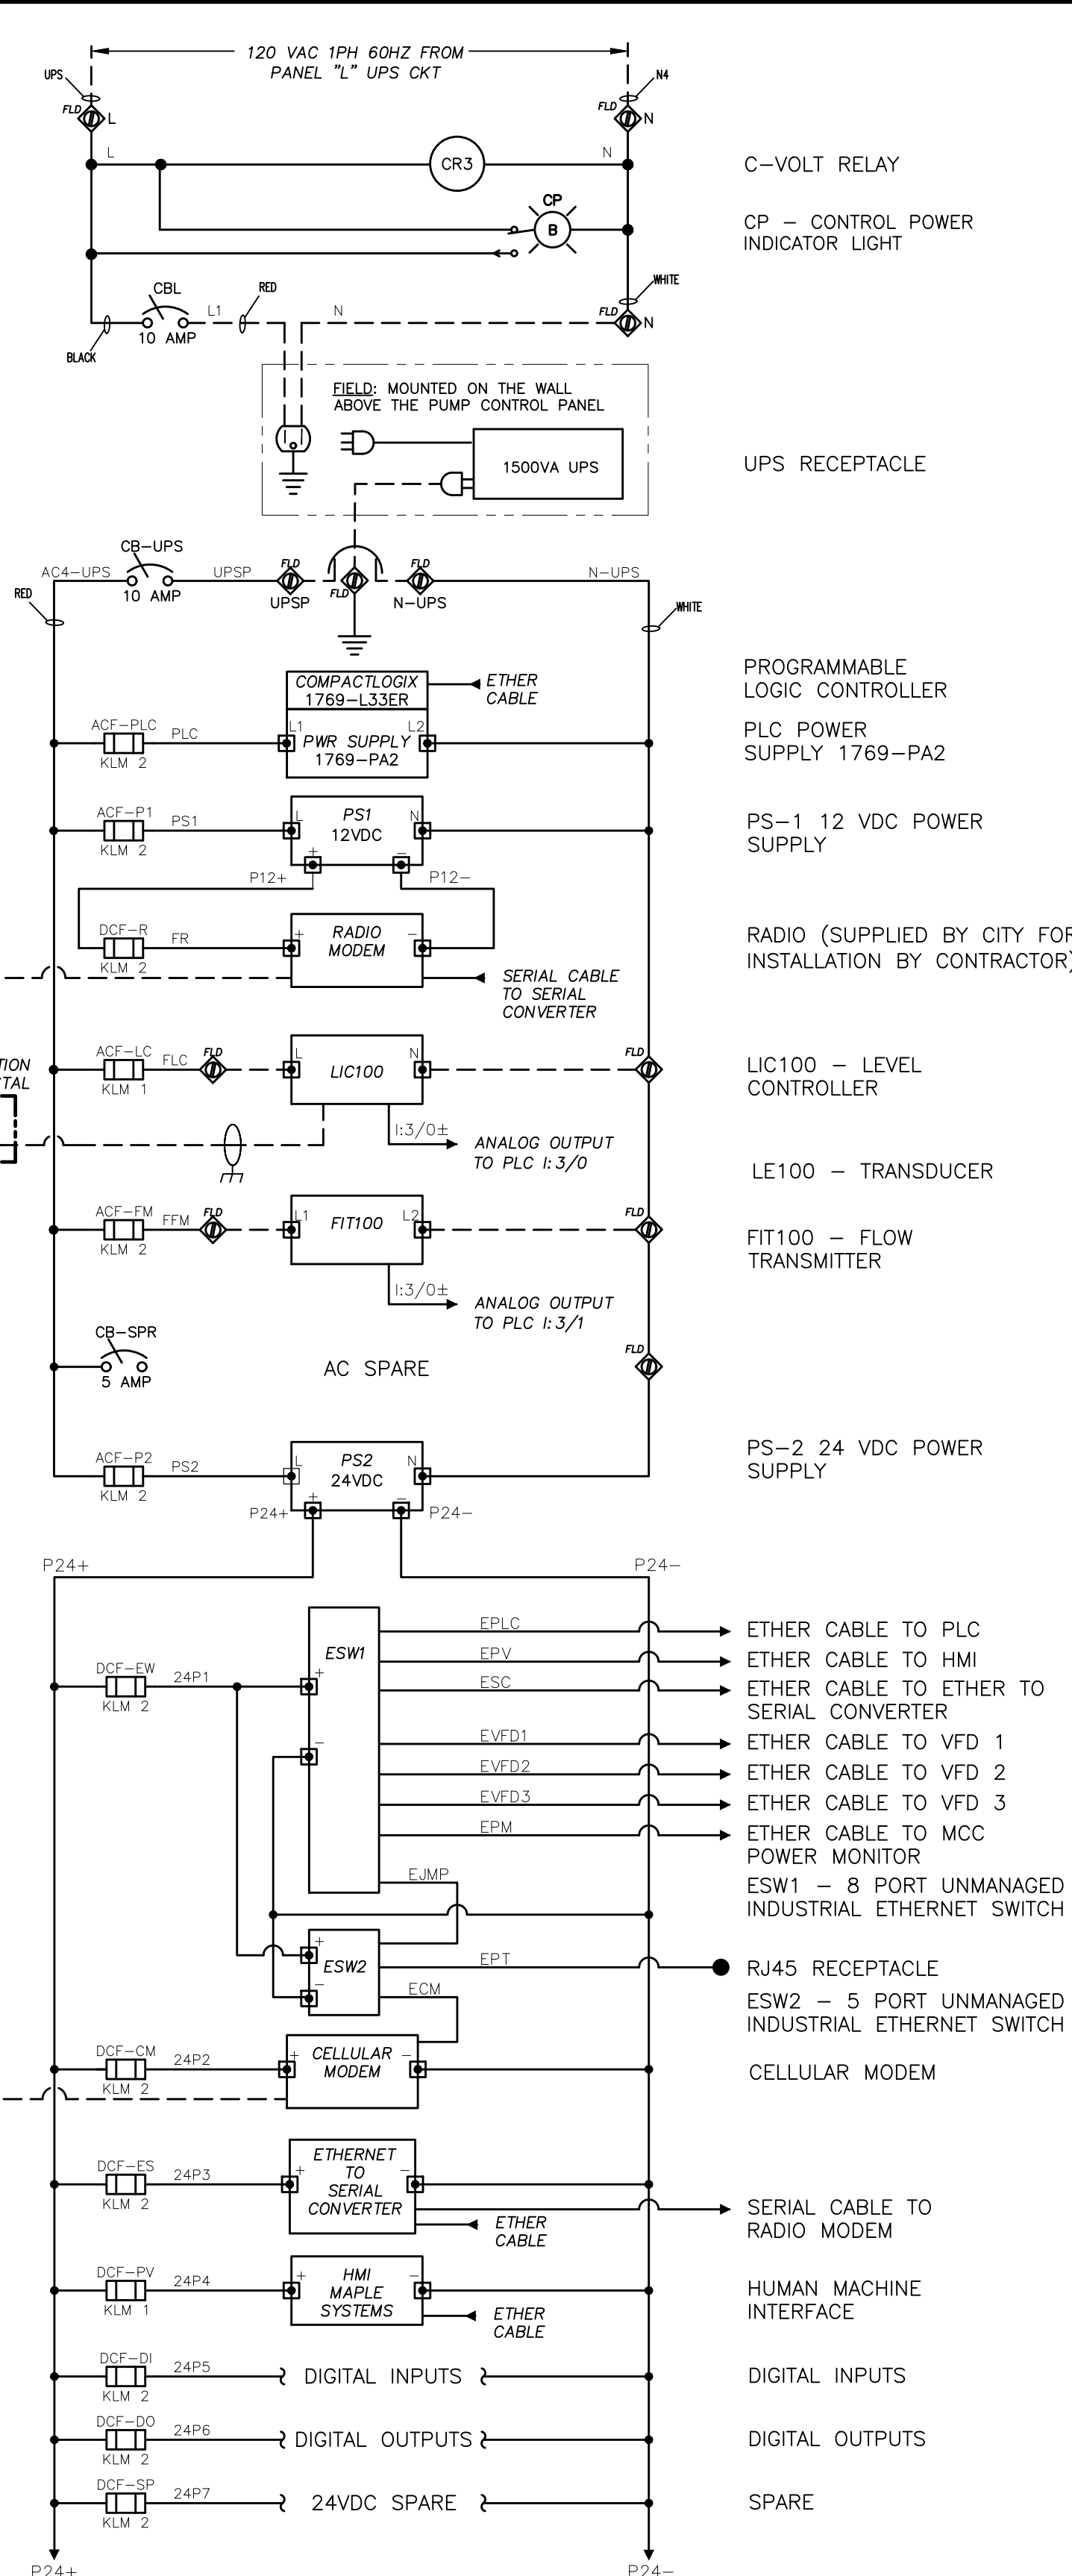 120 VAC 1PH 60HZ FROM
PANEL "L" UPS CKT
UPS
N4
FLD
L
FLD
N
L
CR3
N
C-VOLT RELAY
CP
B
CP - CONTROL POWER
INDICATOR LIGHT
CBL
L1
RED
N
WHITE
FLD
N
10 AMP
BLACK
FIELD: MOUNTED ON THE WALL
ABOVE THE PUMP CONTROL PANEL
1500VA UPS
UPS RECEPTACLE
CB-UPS
AC4-UPS
UPSP
FLD
FLD
N-UPS
10 AMP
UPSP
FLD
N-UPS
RED
WHITE
COMPACTLOGIX
1769-L33ER
ETHER
CABLE
PROGRAMMABLE
LOGIC CONTROLLER
ACF-PLC
PLC
KLM 2
L1
L2
PWR SUPPLY
1769-PA2
PLC POWER
SUPPLY 1769-PA2
ACF-P1
PS1
KLM 2
L
PS1
N
12VDC
+
-
PS-1 12 VDC POWER
SUPPLY
P12+
P12-
DCF-R
FR
KLM 2
+
RADIO
MODEM
-
RADIO (SUPPLIED BY CITY FOR
INSTALLATION BY CONTRACTOR)
SERIAL CABLE
TO SERIAL
CONVERTER
TION
TAL
ACF-LC
FLC
FLD
KLM 1
L
LIC100
N
FLD
LIC100 - LEVEL
CONTROLLER
I:3/0±
ANALOG OUTPUT
TO PLC I:3/0
LE100 - TRANSDUCER
ACF-FM
FFM
FLD
KLM 2
L1
FIT100
L2
FLD
FIT100 - FLOW
TRANSMITTER
I:3/0±
ANALOG OUTPUT
TO PLC I:3/1
CB-SPR
5 AMP
AC SPARE
FLD
ACF-P2
PS2
KLM 2
L
PS2
N
24VDC
+
-
PS-2 24 VDC POWER
SUPPLY
P24+
P24-
P24+
P24-
ESW1
+
-
EPLC
ETHER CABLE TO PLC
EPV
ETHER CABLE TO HMI
DCF-EW
24P1
KLM 2
ESC
ETHER CABLE TO ETHER TO
SERIAL CONVERTER
EVFD1
ETHER CABLE TO VFD 1
EVFD2
ETHER CABLE TO VFD 2
EVFD3
ETHER CABLE TO VFD 3
EPM
ETHER CABLE TO MCC
POWER MONITOR
EJMP
ESW1 - 8 PORT UNMANAGED
INDUSTRIAL ETHERNET SWITCH
+
ESW2
-
EPT
RJ45 RECEPTACLE
ECM
ESW2 - 5 PORT UNMANAGED
INDUSTRIAL ETHERNET SWITCH
DCF-CM
24P2
KLM 2
+
CELLULAR
MODEM
-
CELLULAR MODEM
DCF-ES
24P3
KLM 2
+
ETHERNET
TO
SERIAL
CONVERTER
-
SERIAL CABLE TO
RADIO MODEM
ETHER
CABLE
DCF-PV
24P4
KLM 1
+
HMI
MAPLE
SYSTEMS
-
HUMAN MACHINE
INTERFACE
ETHER
CABLE
DCF-DI
24P5
KLM 2
DIGITAL INPUTS
DIGITAL INPUTS
DCF-DO
24P6
KLM 2
DIGITAL OUTPUTS
DIGITAL OUTPUTS
DCF-SP
24P7
KLM 2
24VDC SPARE
SPARE
P24+
P24-